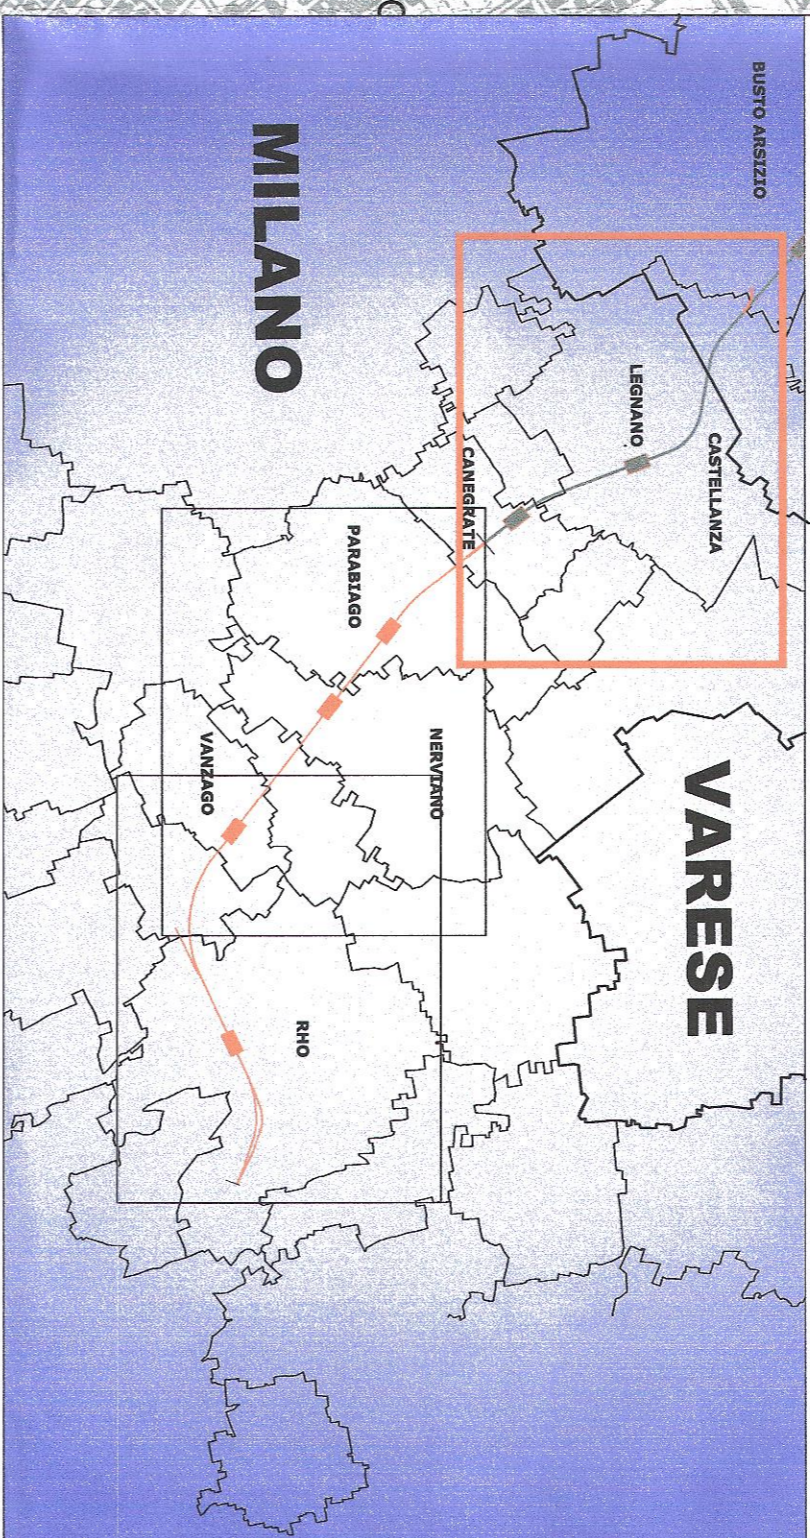 BUSTO ARSIZIO
VARESE
CASTELLANZA
LEGNANO
CANEGRATE
NERVIANO
PARABIAGO
RHO
MILANO
VANZAGO